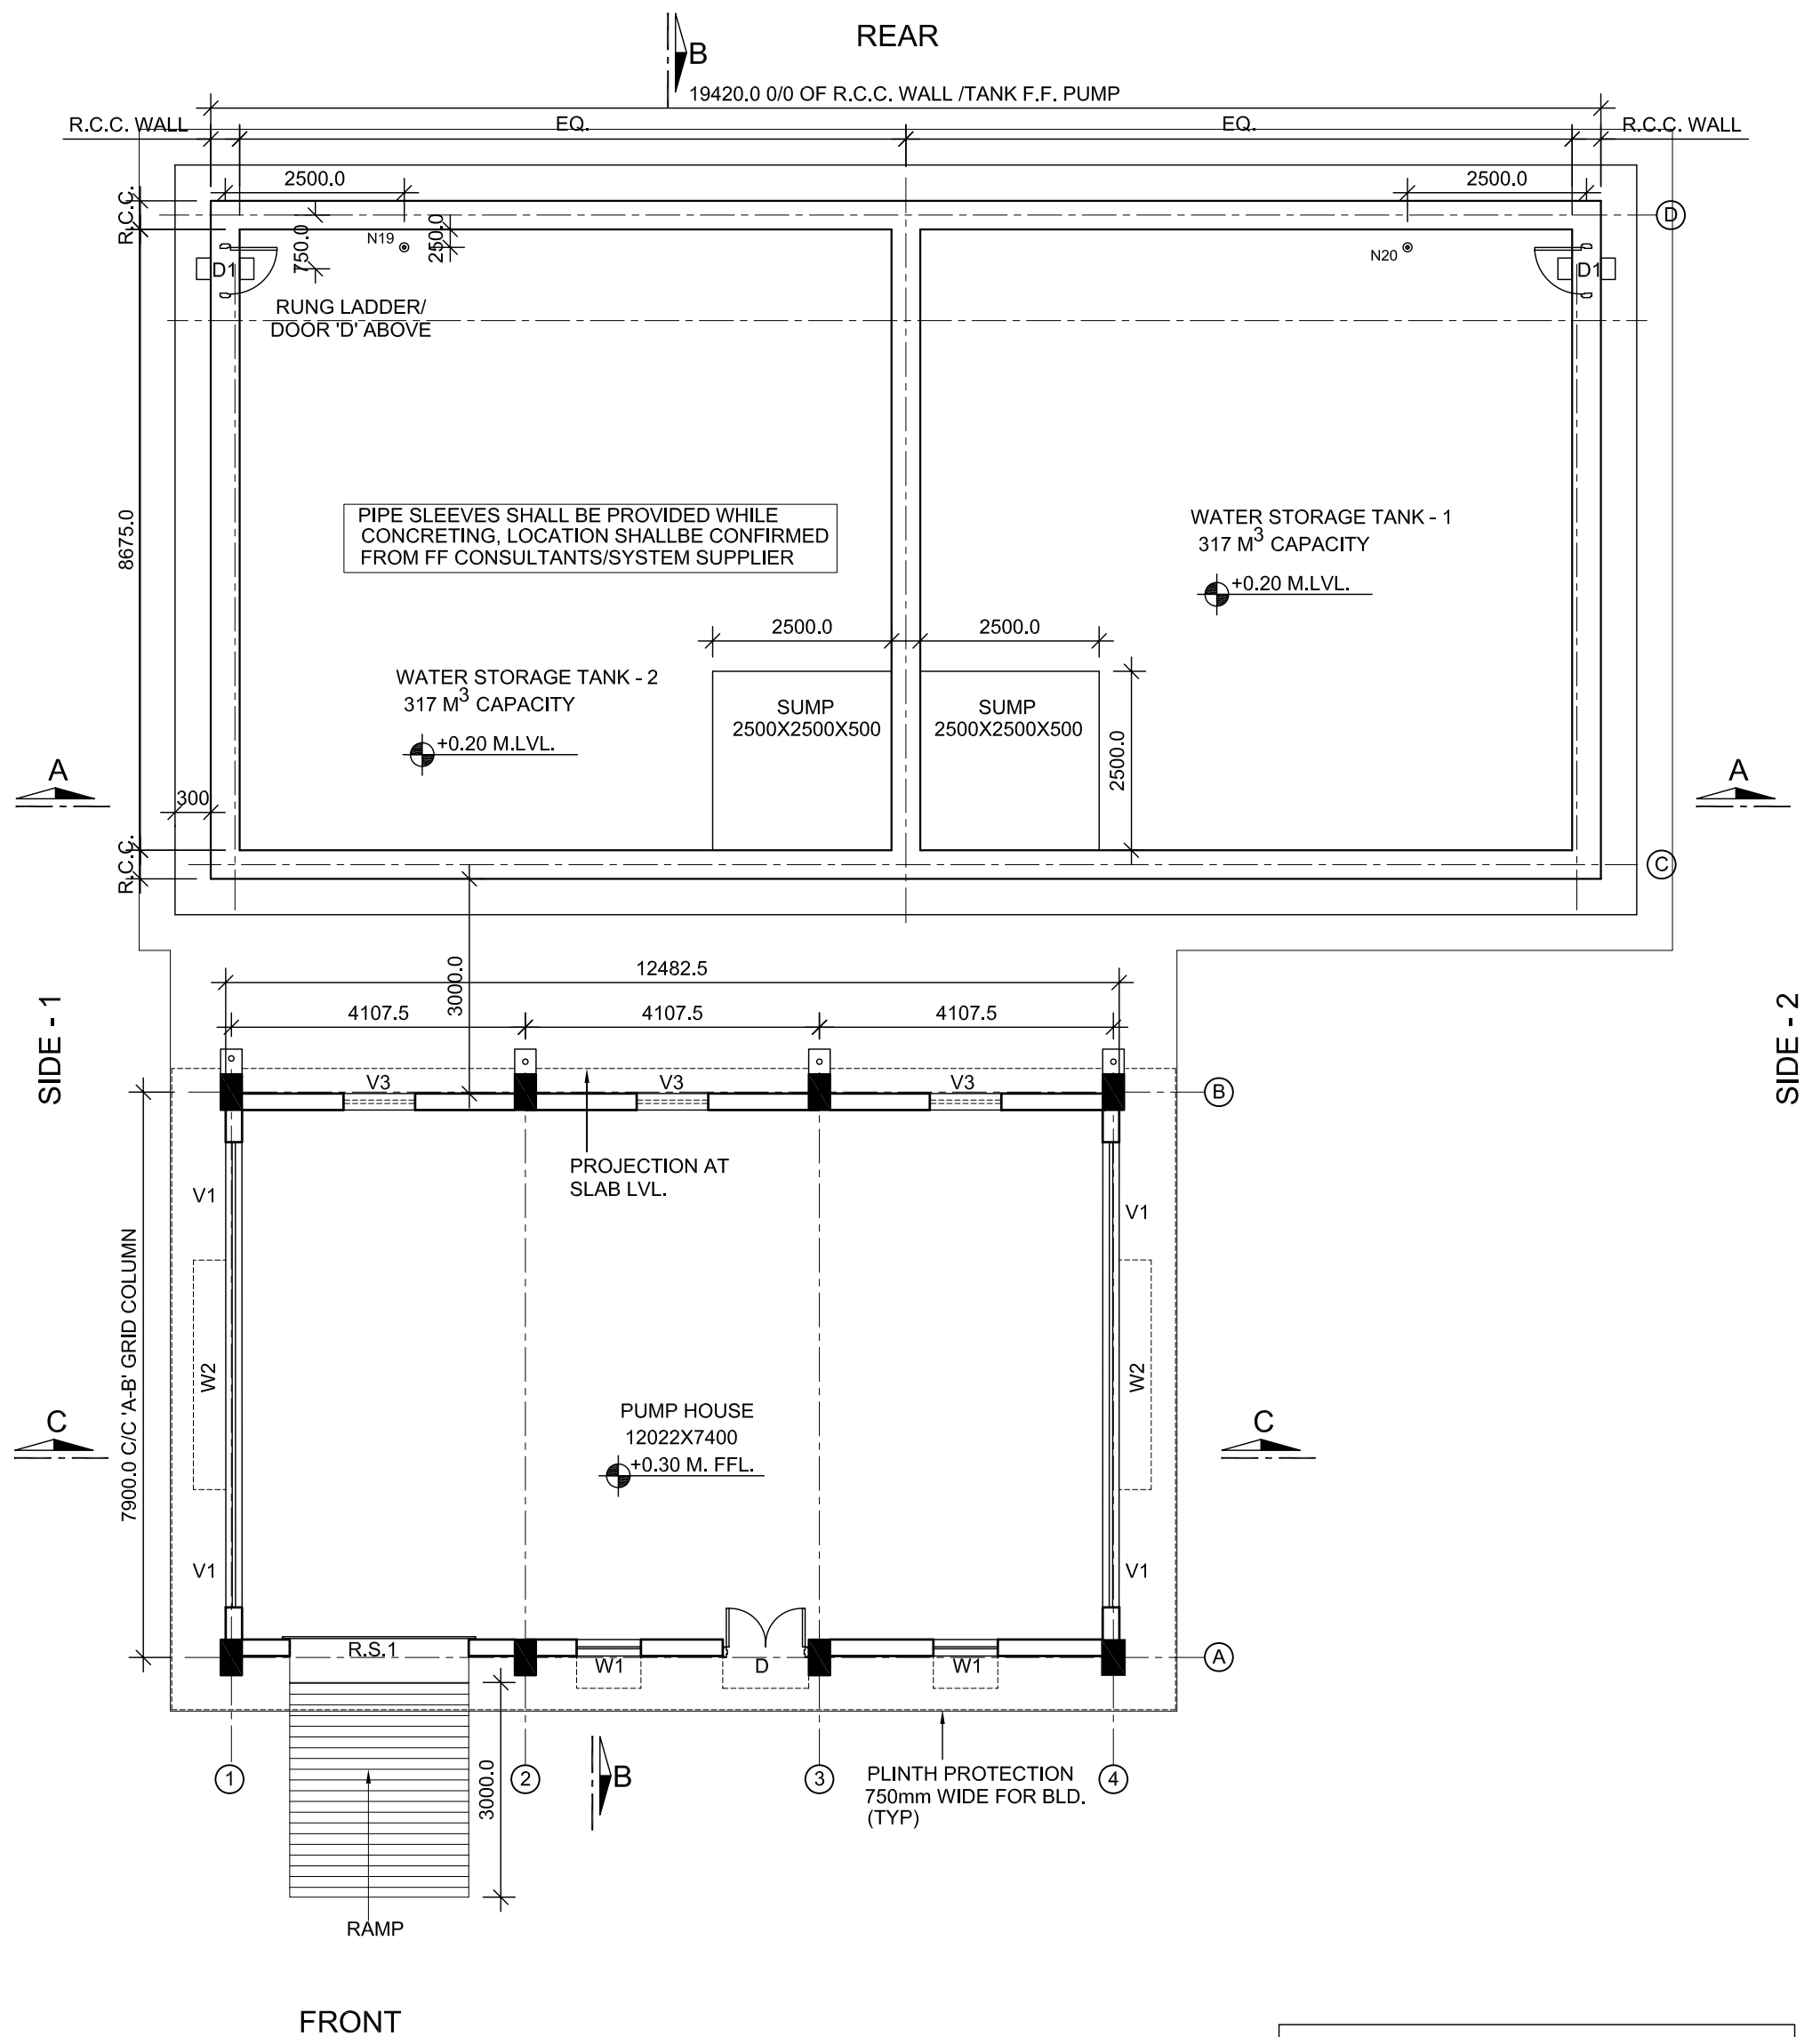 REAR
B
19420.0 0/0 OF R.C.C. WALL /TANK F.F. PUMP
R.C.C. WALL
EQ.
EQ.
R.C.C. WALL
2500.0
2500.0
R.C.C.
D
750.0
N19
250.0
N20
D1
D1
RUNG LADDER/
DOOR 'D' ABOVE
8675.0
PIPE SLEEVES SHALL BE PROVIDED WHILE
CONCRETING, LOCATION SHALLBE CONFIRMED
FROM FF CONSULTANTS/SYSTEM SUPPLIER
WATER STORAGE TANK - 1
317 M3 CAPACITY
+0.20 M.LVL.
2500.0
2500.0
WATER STORAGE TANK - 2
317 M3 CAPACITY
+0.20 M.LVL.
SUMP
2500X2500X500
SUMP
2500X2500X500
2500.0
A
A
300
R.C.C.
C
3000.0
12482.5
4107.5
4107.5
4107.5
SIDE - 1
SIDE - 2
V3
V3
V3
B
PROJECTION AT
SLAB LVL.
V1
V1
7900.0 C/C 'A-B' GRID COLUMN
W2
W2
PUMP HOUSE
12022X7400
+0.30 M. FFL.
C
C
V1
V1
R.S.1
W1
D
W1
A
1
2
3
4
B
3000.0
PLINTH PROTECTION
750mm WIDE FOR BLD.
(TYP)
RAMP
FRONT